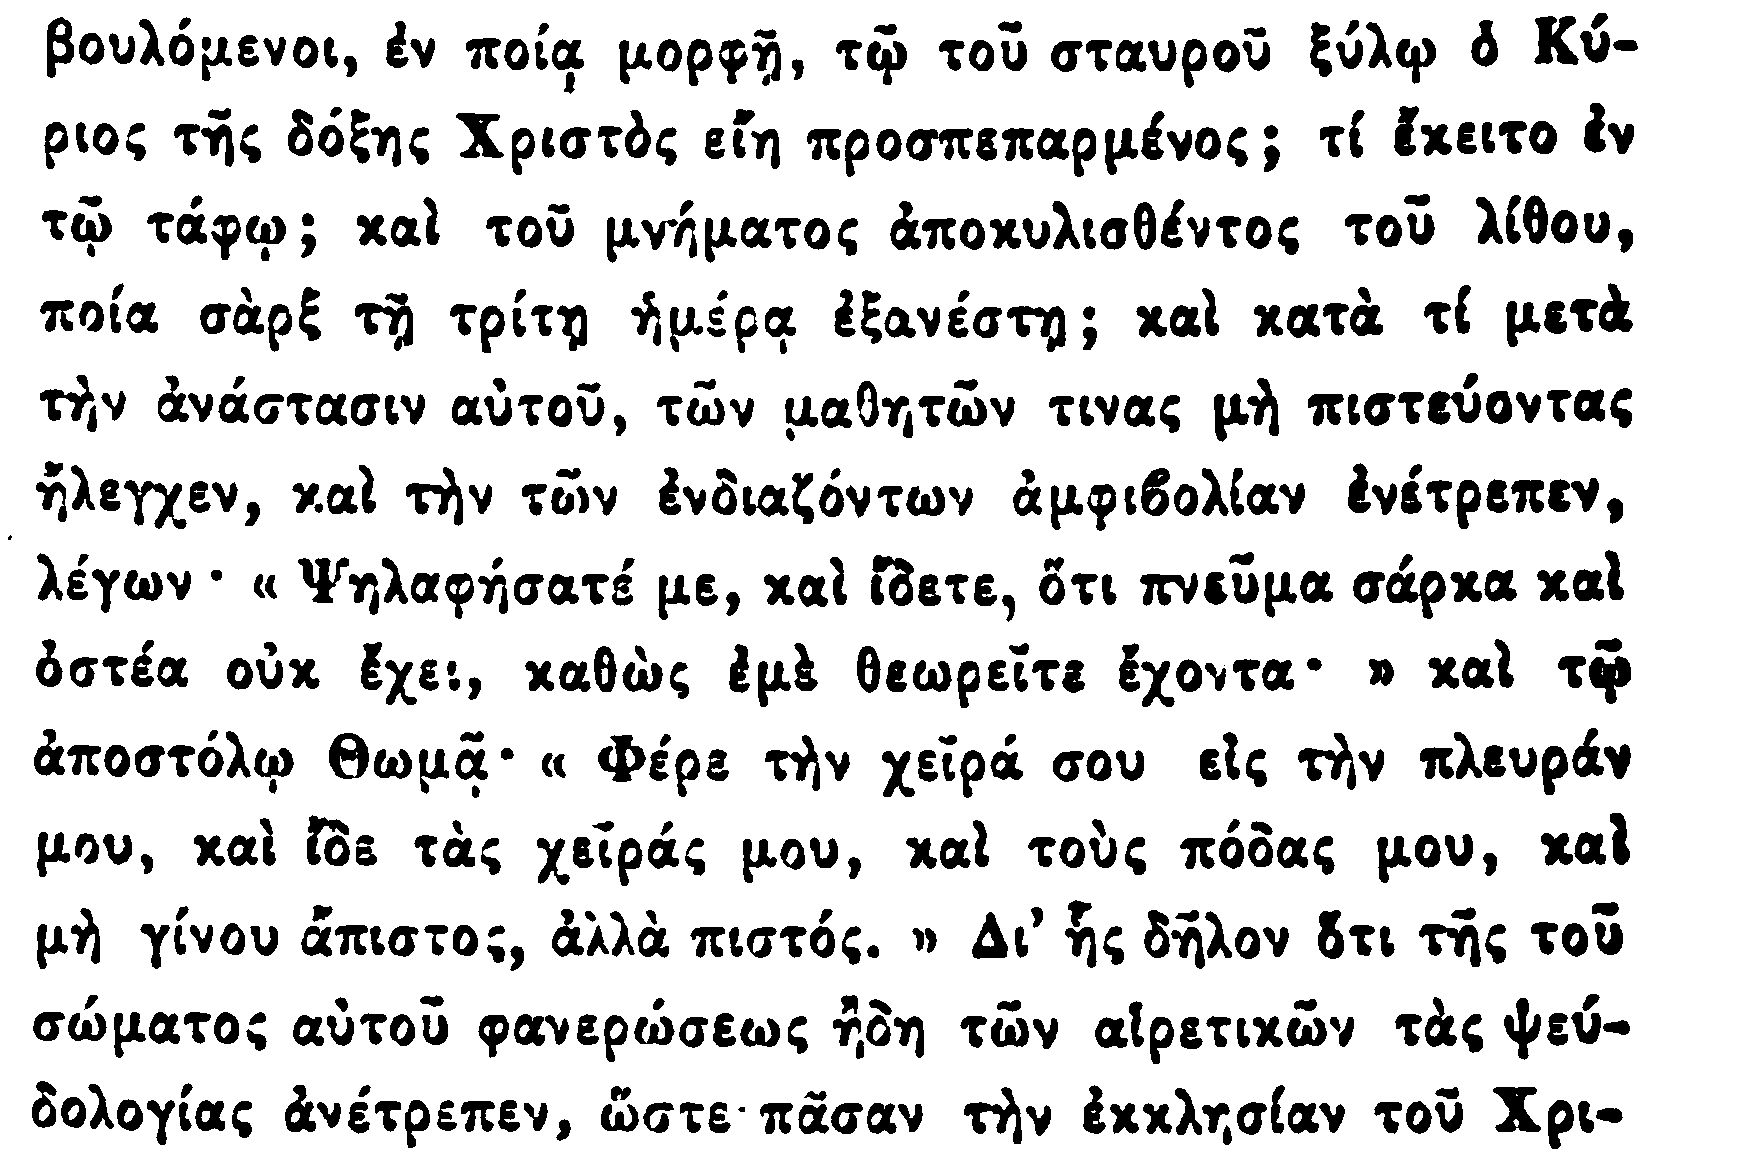 βουλόμενοι, ἐν ποίᾳ μορφῇ, τῷ τοῦ σταυροῦ ξύλῳ ὁ Κύ-
ριος τῆς δόξης Χριστὸς εἴη προσπεπαρμένος; τί ἔκειτο ἐν
τῷ τάφῳ; καὶ τοῦ μνήματος ἀποκυλισθέντος τοῦ λίθου,
ποία σὰρξ τῇ τρίτῃ ἡμέρᾳ ἐξανέστῃ; καὶ κατὰ τί μετὰ
τὴν ἀνάστασιν αὐτοῦ, τῶν μαθητῶν τινας μὴ πιστεύοντας
ἤλεγχεν, καὶ τὴν τῶν ἐνδιαζόντων ἀμφιβολίαν ἐνέτρεπεν,
λέγων · « Ψηλαφήσατέ με, καὶ ἴδετε, ὅτι πνεῦμα σάρκα καὶ
ὀστέα οὐκ ἔχει, καθὼς ἐμὲ θεωρεῖτε ἔχοντα · » καὶ τῷ
ἀποστόλῳ Θωμᾷ · « Φέρε τὴν χεῖρά σου εἰς τὴν πλευράν
μου, καὶ ἴδε τὰς χεῖράς μου, καὶ τοὺς πόδας μου, καὶ
μὴ γίνου ἄπιστος, ἀλλὰ πιστός. » Δι’ ἧς δῆλον ὅτι τῆς τοῦ
σώματος αὐτοῦ φανερώσεως ἤδη τῶν αἱρετικῶν τὰς ψεύ-
δολογίας ἀνέτρεπεν, ὥστε πᾶσαν τὴν ἐκκλησίαν τοῦ Χρι-